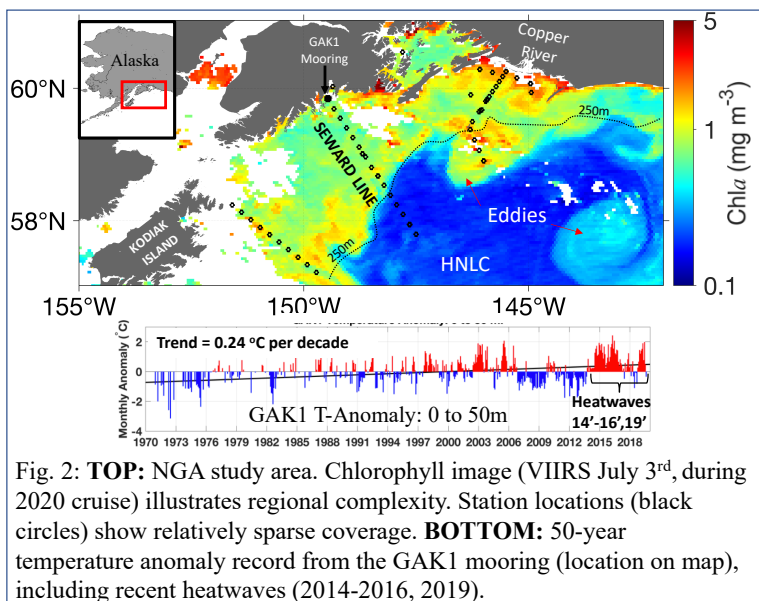 Alaska
GAK1
Mooring
Copper
River
60°N
58°N
SEWARD LINE
250m
250m
Eddies
HNLC
KODIAK
ISLAND
155°W
150°W
145°W
5
1
0.1
Chla (mg m⁻³)
Trend = 0.24 °C per decade
Monthly Anomaly (°C)
2
0
-2
-4
GAK1 T-Anomaly: 0 to 50m
Heatwaves
14'-16',19'
1970 1973 1976 1979 1982 1985 1988 1991 1994 1997 2000 2003 2006 2009 2012 2015 2018
Fig. 2: TOP: NGA study area. Chlorophyll image (VIIRS July 3rd, during
2020 cruise) illustrates regional complexity. Station locations (black
circles) show relatively sparse coverage. BOTTOM: 50-year
temperature anomaly record from the GAK1 mooring (location on map),
including recent heatwaves (2014-2016, 2019).